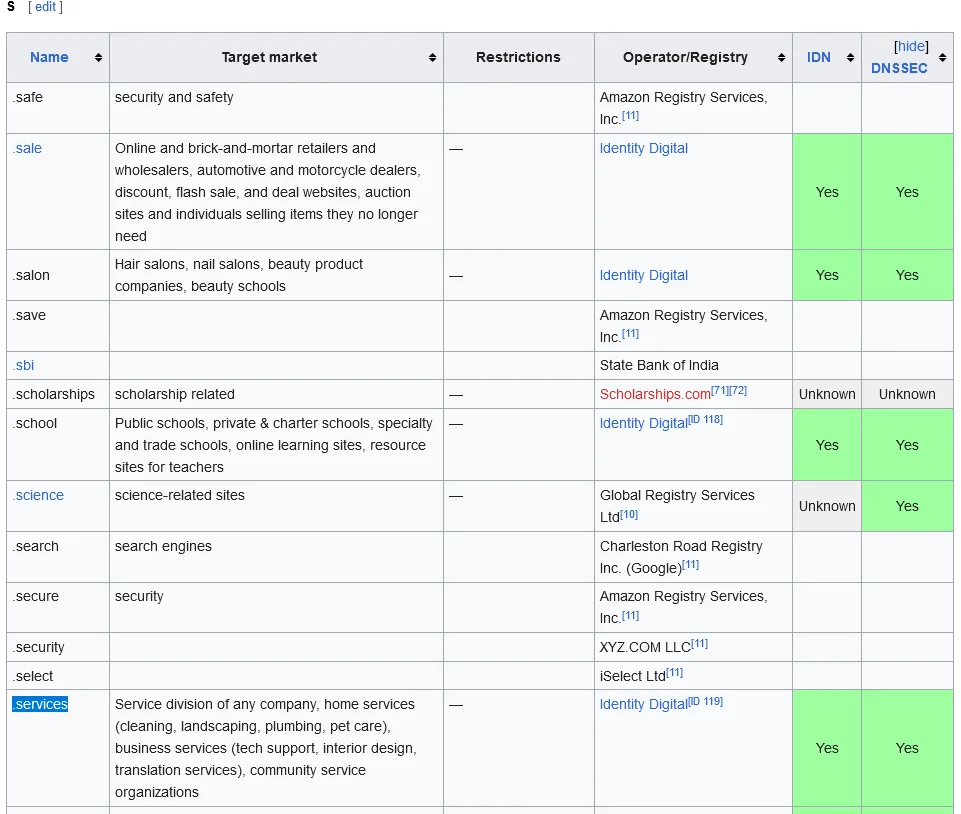 S [ edit ]
Name Target market Restrictions Operator/Registry IDN [hide] DNSSEC
.safe security and safety Amazon Registry Services,
Inc.[11]
.sale Online and brick-and-mortar retailers and
wholesalers, automotive and motorcycle dealers,
discount, flash sale, and deal websites, auction
sites and individuals selling items they no longer
need — Identity Digital Yes Yes
.salon Hair salons, nail salons, beauty product
companies, beauty schools — Identity Digital Yes Yes
.save Amazon Registry Services,
Inc.[11]
.sbi State Bank of India
.scholarships scholarship related — Scholarships.com[71][72] Unknown Unknown
.school Public schools, private & charter schools, specialty
and trade schools, online learning sites, resource
sites for teachers — Identity Digital[ID 118] Yes Yes
.science science-related sites — Global Registry Services
Ltd[10] Unknown Yes
.search search engines Charleston Road Registry
Inc. (Google)[11]
.secure security Amazon Registry Services,
Inc.[11]
.security XYZ.COM LLC[11]
.select iSelect Ltd[11]
.services Service division of any company, home services
(cleaning, landscaping, plumbing, pet care),
business services (tech support, interior design,
translation services), community service
organizations — Identity Digital[ID 119] Yes Yes